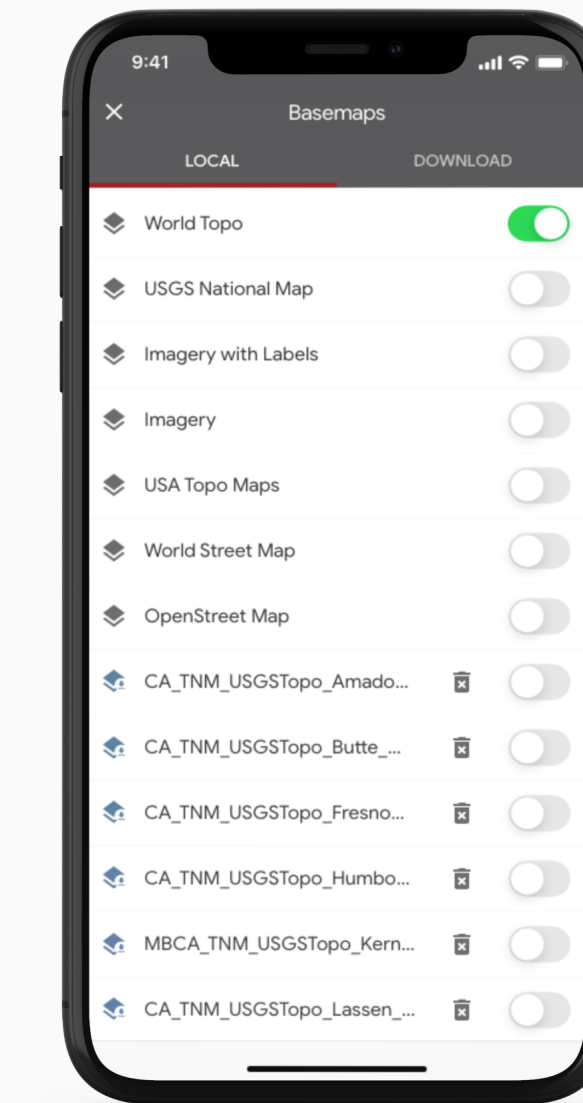 9:41
Basemaps
LOCAL DOWNLOAD
World Topo
USGS National Map
Imagery with Labels
Imagery
USA Topo Maps
World Street Map
OpenStreet Map
CA_TNM_USGSTopo_Amado...
CA_TNM_USGSTopo_Butte_...
CA_TNM_USGSTopo_Fresno...
CA_TNM_USGSTopo_Humbo...
MBCA_TNM_USGSTopo_Kern...
CA_TNM_USGSTopo_Lassen_...